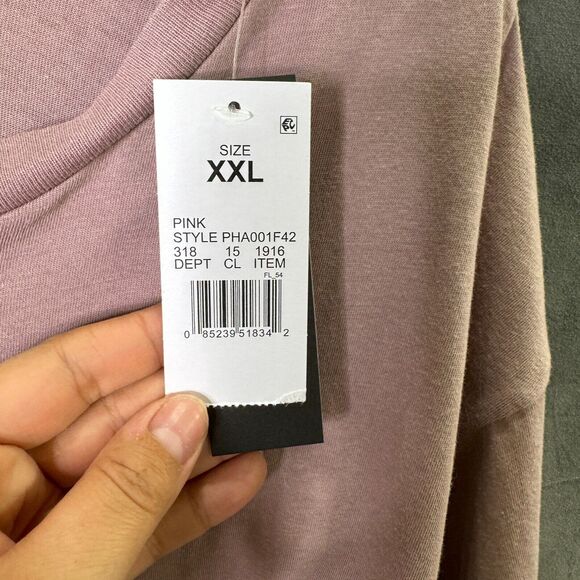 SIZE
XXL
PINK
STYLE PHA001F42
318 15 1916
DEPT CL ITEM
FL_54
0 85239 51834 2